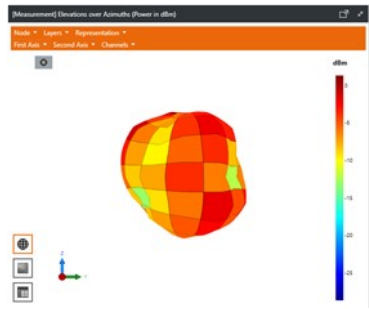 [Measurement] Elevations over Azimuths (Power in dBm)
Node Layers Representation
First Axis Second Axis Channels
dBm
-5
-10
-15
-20
-25
Z
Y